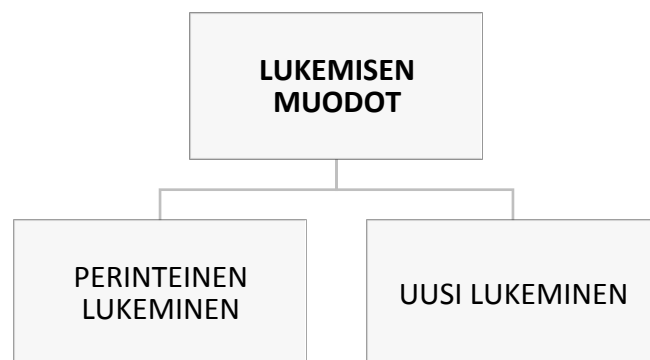 LUKEMISEN
MUODOT
PERINTEINEN
LUKEMINEN
UUSI LUKEMINEN